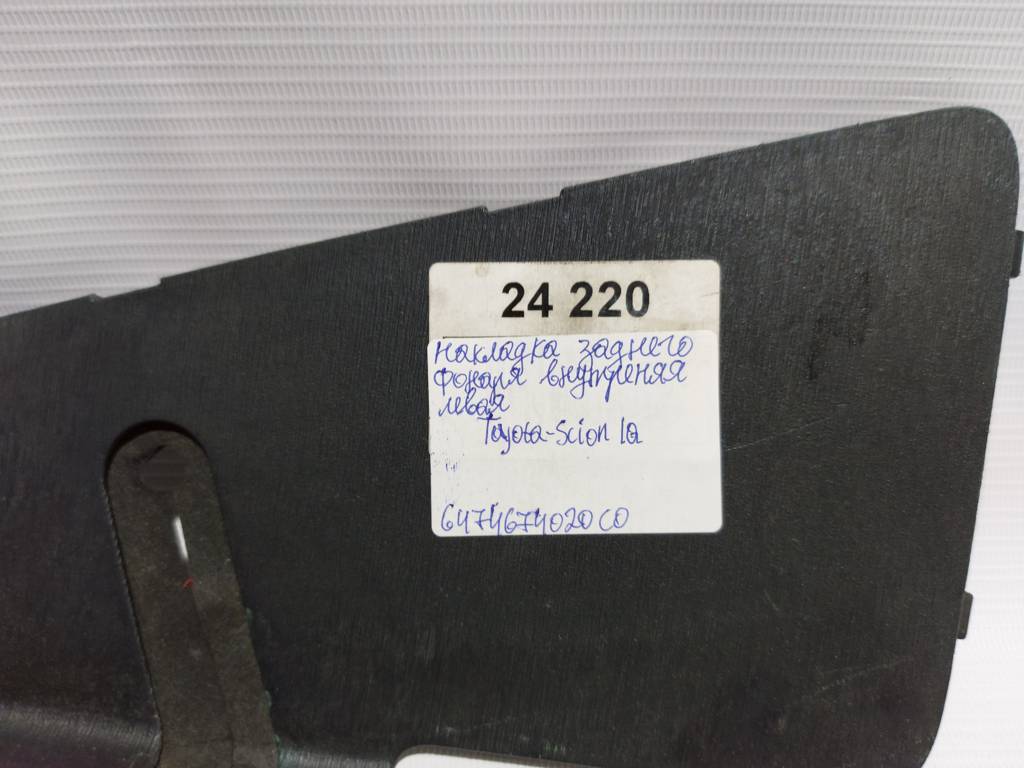 24 220
накладка заднего
фонаря внутреняя
левая
Toyota-Scion Ia
6474674020C0